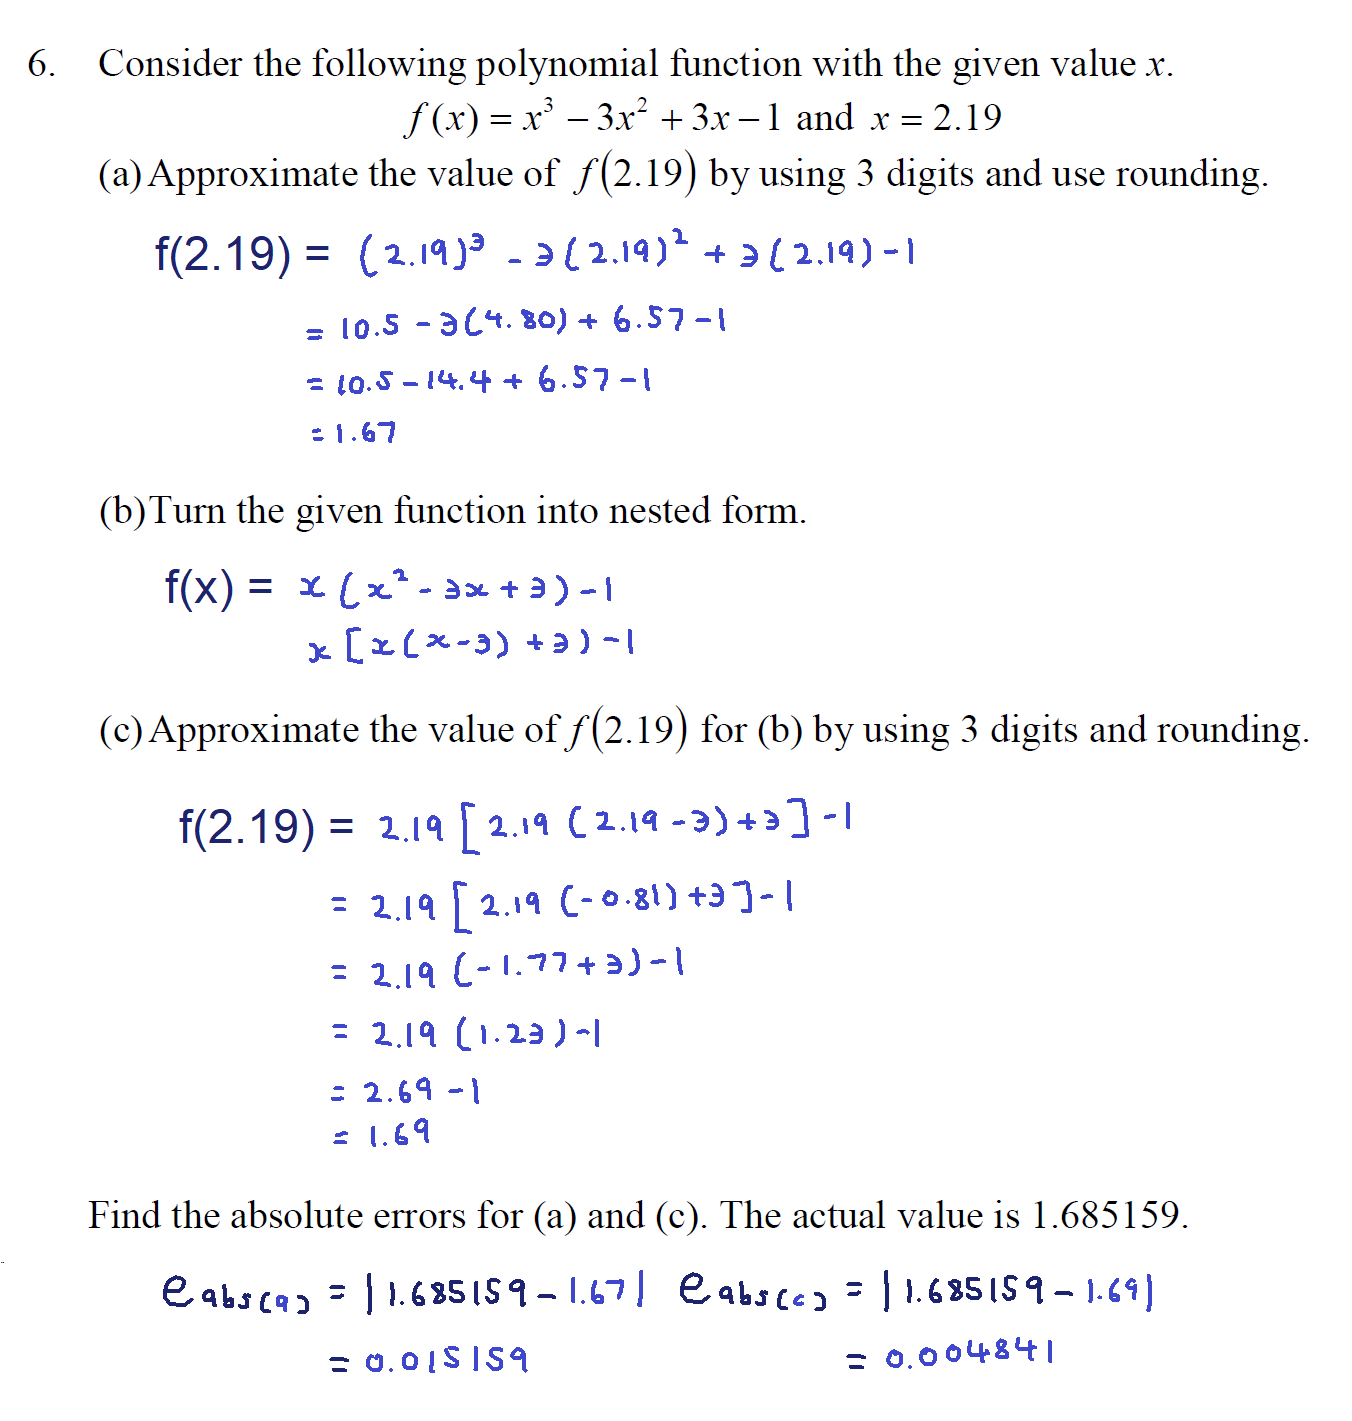 6. Consider the following polynomial function with the given value x.
f(x) = x³ – 3x² + 3x – 1 and x = 2.19
(a) Approximate the value of f(2.19) by using 3 digits and use rounding.
f(2.19) = (2.19)³ - 3(2.19)² + 3(2.19) - 1
= 10.5 - 3(4.80) + 6.57 - 1
= 10.5 - 14.4 + 6.57 - 1
= 1.67
(b) Turn the given function into nested form.
f(x) = x(x² - 3x + 3) - 1
x[x(x-3) + 3) - 1
(c) Approximate the value of f(2.19) for (b) by using 3 digits and rounding.
f(2.19) = 2.19[2.19(2.19 - 3) + 3] - 1
= 2.19[2.19(-0.81) + 3] - 1
= 2.19(-1.77 + 3) - 1
= 2.19(1.23) - 1
= 2.69 - 1
= 1.69
Find the absolute errors for (a) and (c). The actual value is 1.685159.
e abs(a) = |1.685159 - 1.67| e abs(c) = |1.685159 - 1.69|
= 0.015159 = 0.004841